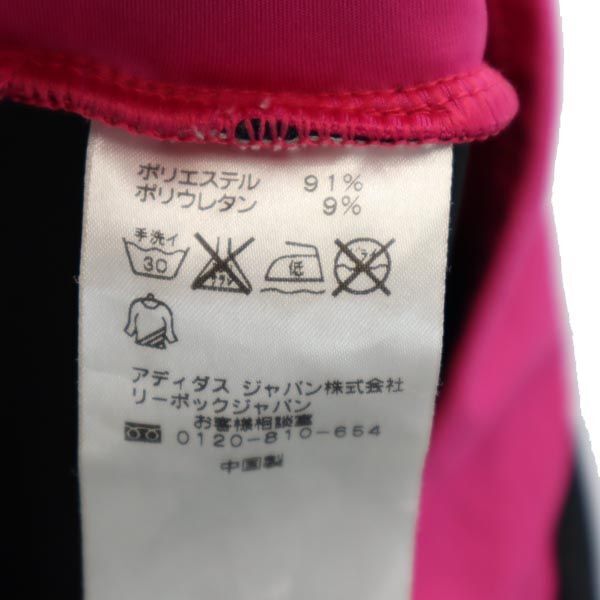 ポリエステル 91%
ポリウレタン 9%
手洗イ
30
低
アディダス ジャパン株式会社
リーボックジャパン
お客様相談室
0120-810-654
中国製